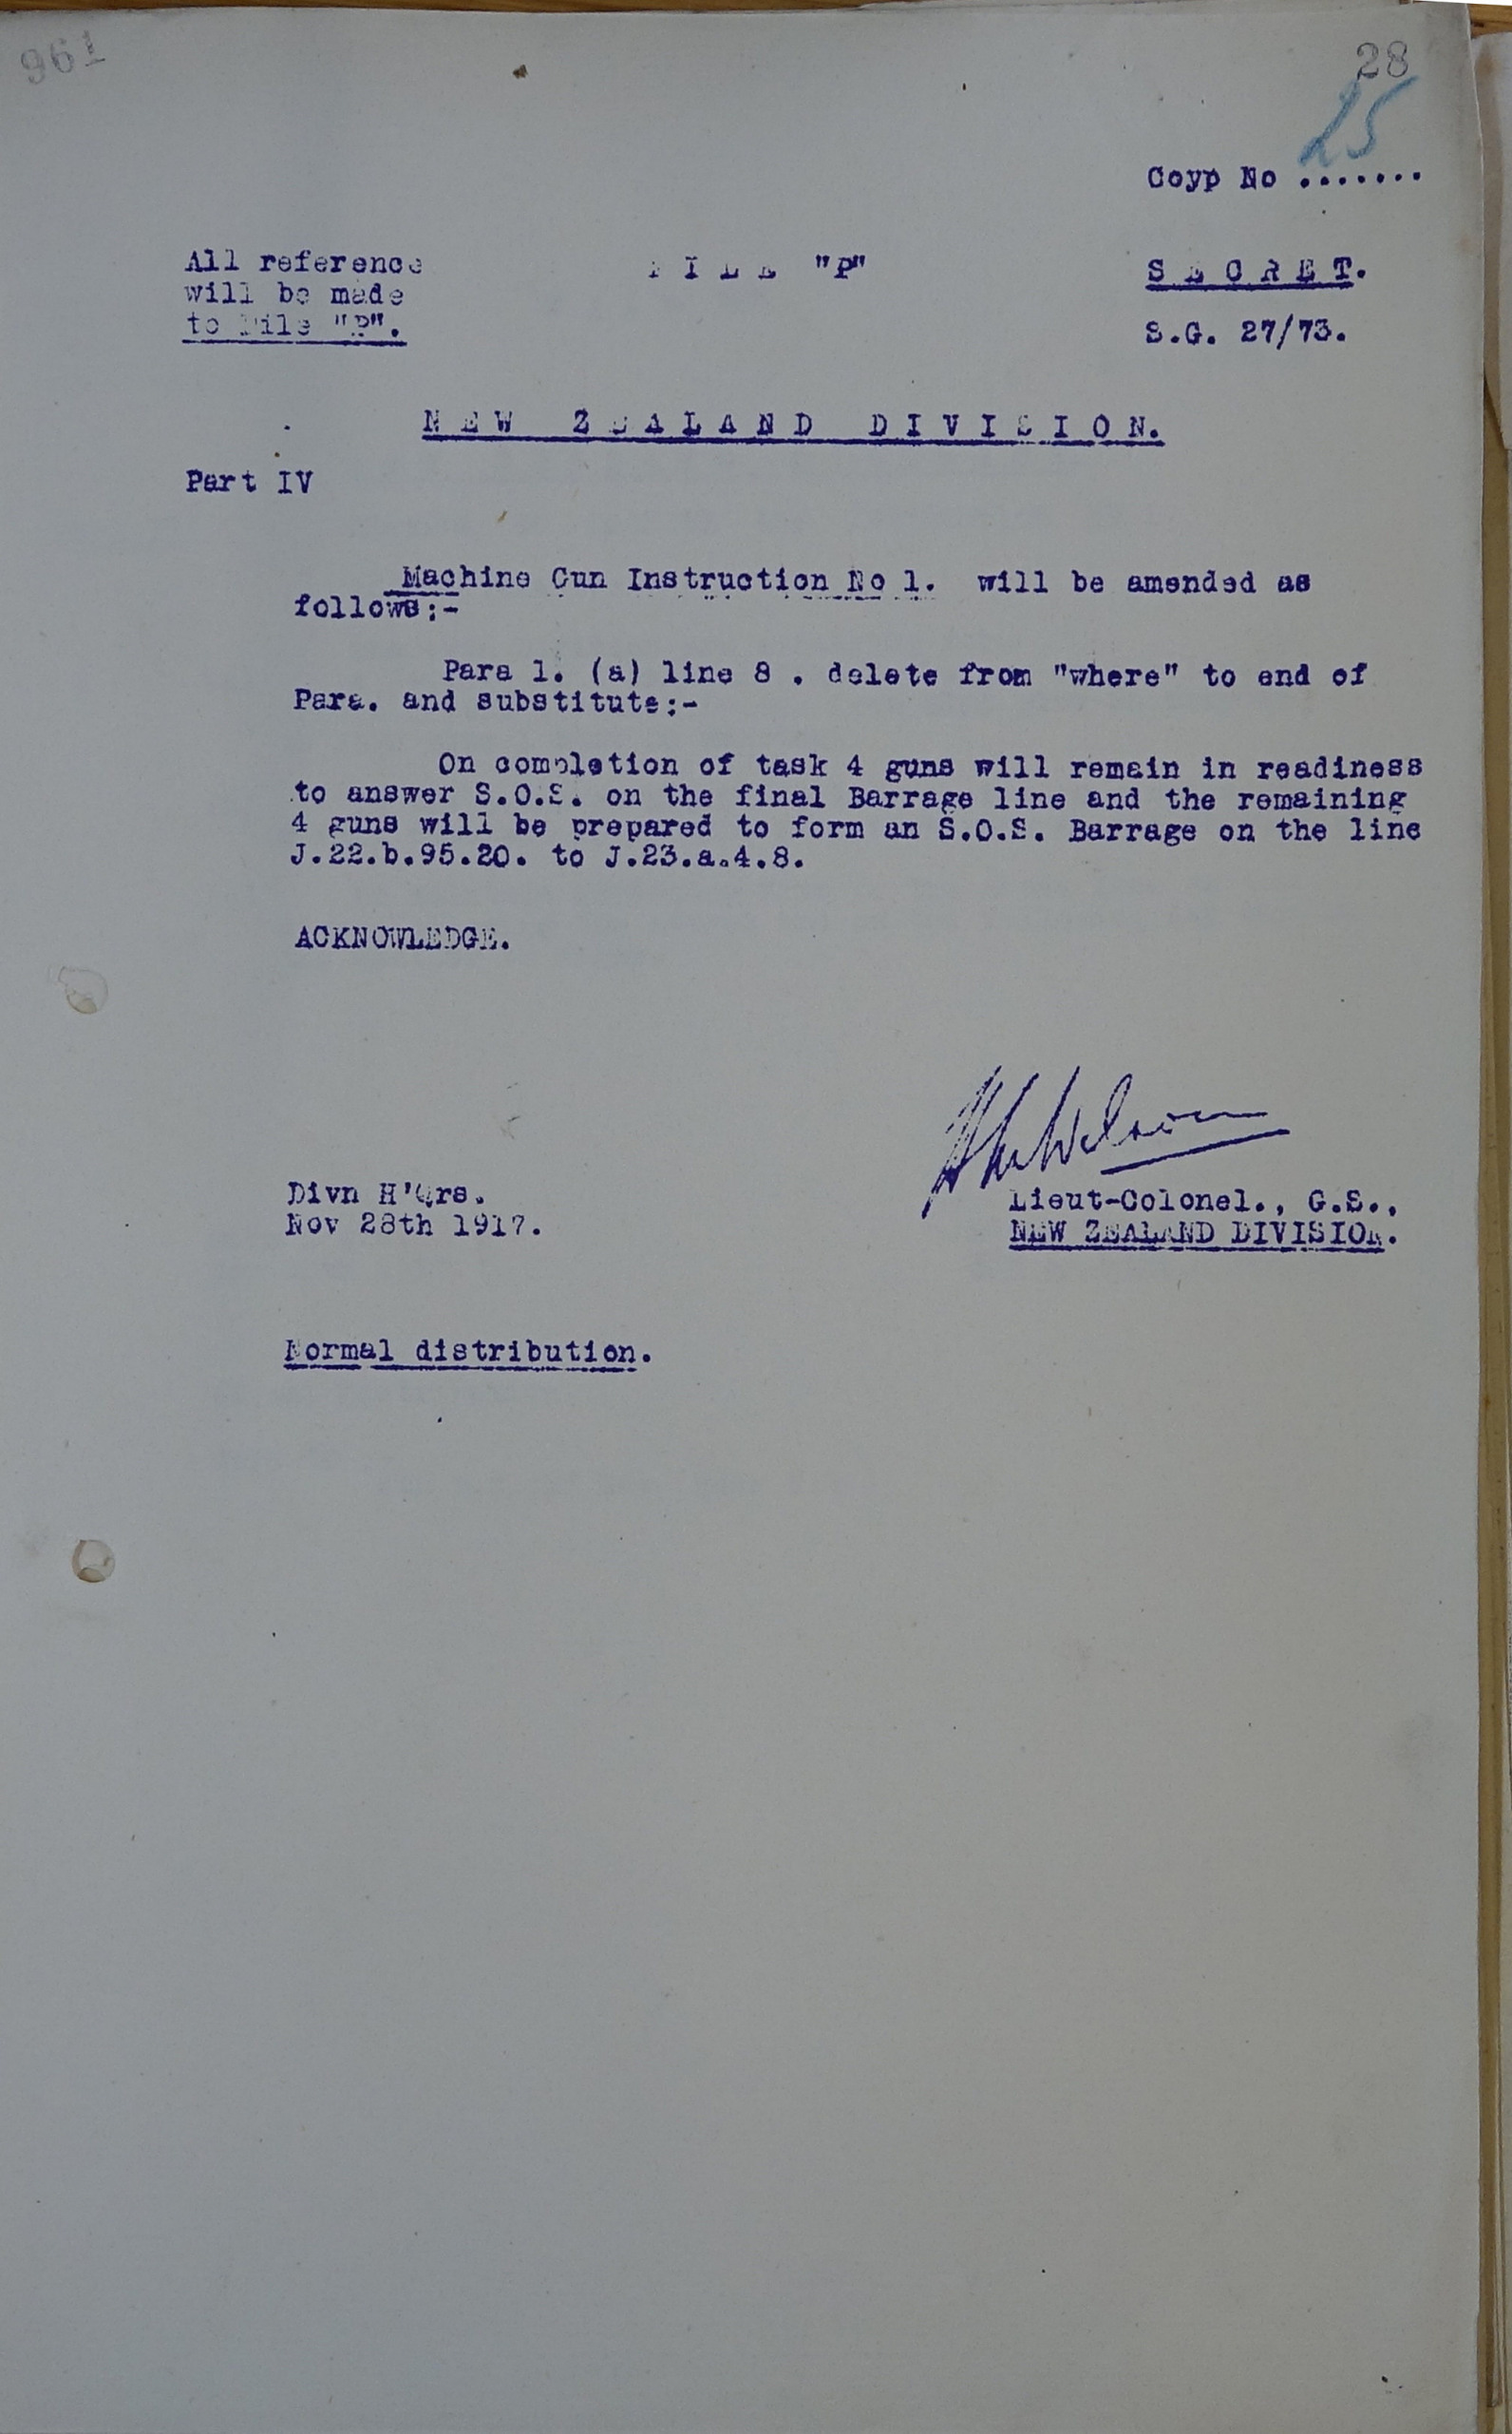 961
28
25
Coyp No .......
All reference
will be made
to File "P".
FILE "P"
SECRET.
S.G. 27/73.
NEW ZEALAND DIVISION.
Part IV
Machine Gun Instruction No 1. will be amended as
follows:-
Para 1. (a) line 8 . delete from "where" to end of
Para. and substitute:-
On completion of task 4 guns will remain in readiness
to answer S.O.S. on the final Barrage line and the remaining
4 guns will be prepared to form an S.O.S. Barrage on the line
J.22.b.95.20. to J.23.a.4.8.
ACKNOWLEDGE.
Divn H'Qrs.
Nov 28th 1917.
Lieut-Colonel., G.S.,
NEW ZEALAND DIVISION.
Normal distribution.